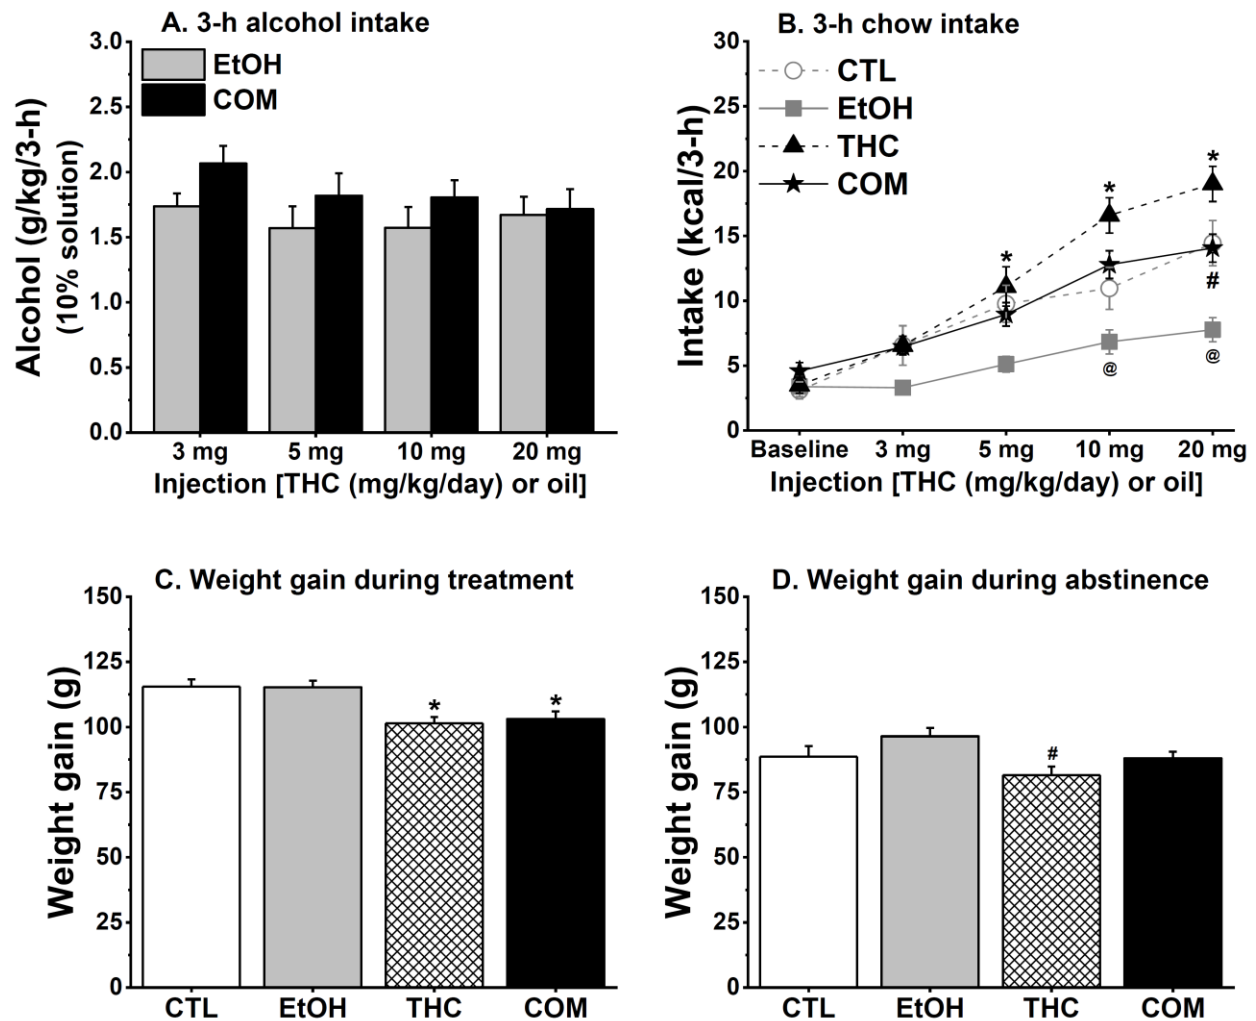 A. 3-h alcohol intake
3.0
2.5
2.0
1.5
1.0
0.5
0.0
Alcohol (g/kg/3-h)
(10% solution)
EtOH
COM
3 mg 5 mg 10 mg 20 mg
Injection [THC (mg/kg/day) or oil]
B. 3-h chow intake
30
25
20
15
10
5
0
Intake (kcal/3-h)
CTL
EtOH
THC
COM
* * *
#
@ @
Baseline 3 mg 5 mg 10 mg 20 mg
Injection [THC (mg/kg/day) or oil]
C. Weight gain during treatment
150
125
100
75
50
25
0
Weight gain (g)
* *
CTL EtOH THC COM
D. Weight gain during abstinence
150
125
100
75
50
25
0
Weight gain (g)
#
CTL EtOH THC COM